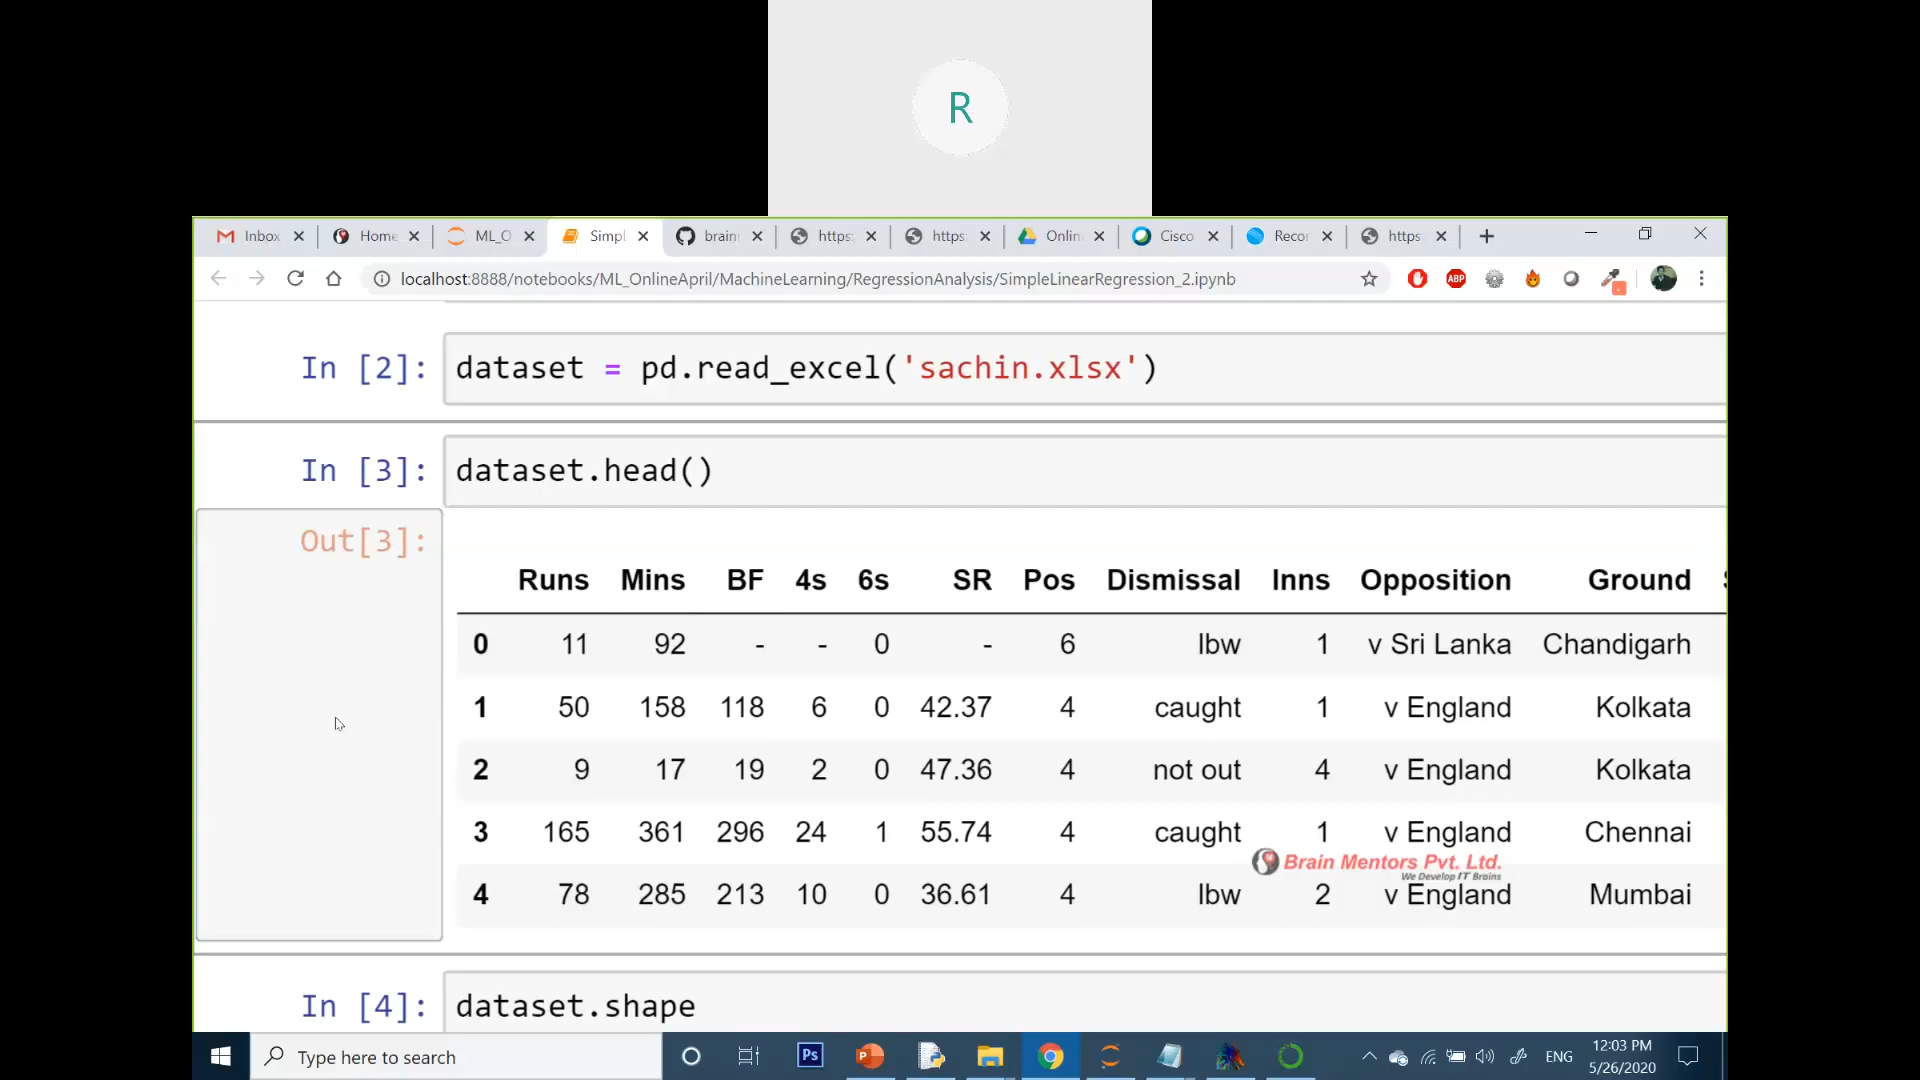 R
Inbox
Home
ML_O
Simpl
brain
https:
https:
Onlin
Cisco
Recor
https
localhost:8888/notebooks/ML_OnlineApril/MachineLearning/RegressionAnalysis/SimpleLinearRegression_2.ipynb
ABP
In [2]: dataset = pd.read_excel('sachin.xlsx')
In [3]: dataset.head()
Out[3]:
Runs Mins BF 4s 6s SR Pos Dismissal Inns Opposition Ground
0 11 92 - - 0 - 6 lbw 1 v Sri Lanka Chandigarh
1 50 158 118 6 0 42.37 4 caught 1 v England Kolkata
2 9 17 19 2 0 47.36 4 not out 4 v England Kolkata
3 165 361 296 24 1 55.74 4 caught 1 v England Chennai
Brain Mentors Pvt. Ltd.
We Develop IT Brains
4 78 285 213 10 0 36.61 4 lbw 2 v England Mumbai
In [4]: dataset.shape
Type here to search
Ps
P
ENG
12:03 PM
5/26/2020